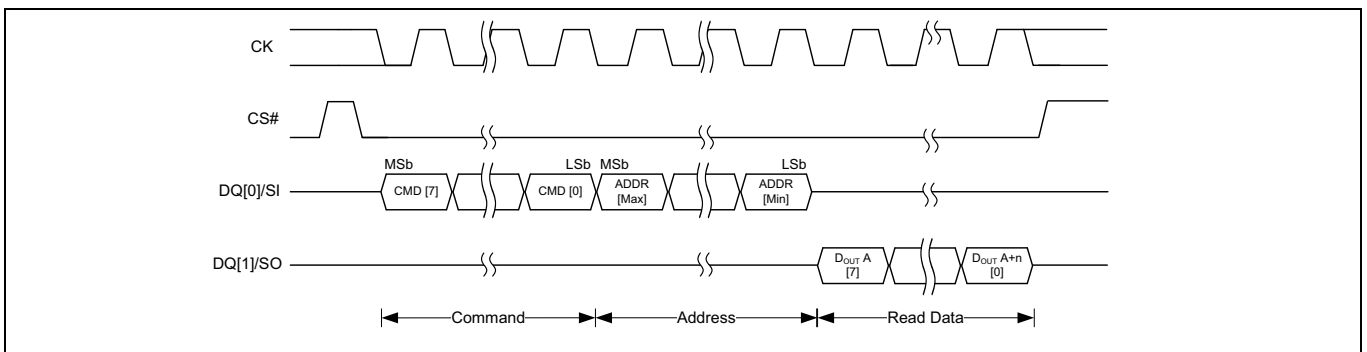 CK
CS#
MSb LSb MSb LSb
DQ[0]/SI CMD [7] CMD [0] ADDR [Max] ADDR [Min]
DQ[1]/SO DOUT A [7] DOUT A+n [0]
Command Address Read Data